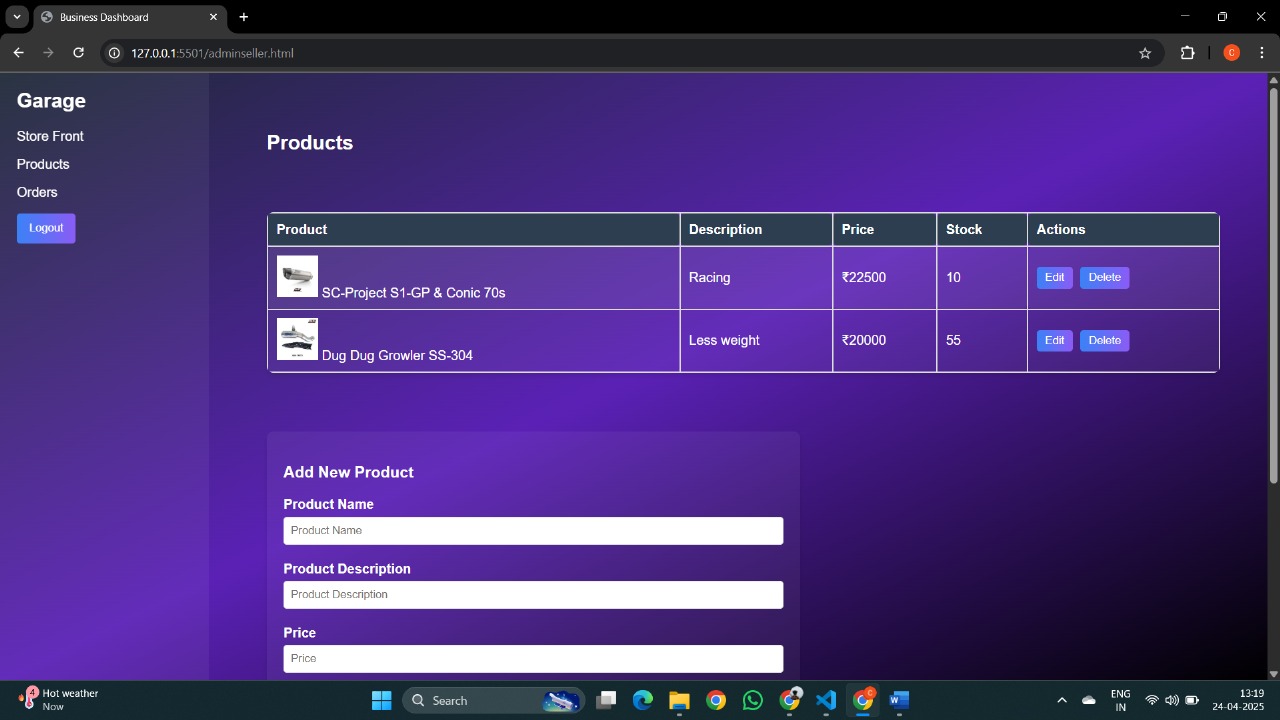 Business Dashboard
127.0.0.1:5501/adminseller.html
C
Garage
Store Front
Products
Orders
Logout
Products
Product Description Price Stock Actions
SC-Project S1-GP & Conic 70s Racing ₹22500 10 Edit Delete
Dug Dug Growler SS-304 Less weight ₹20000 55 Edit Delete
Add New Product
Product Name
Product Name
Product Description
Product Description
Price
Price
4 Hot weather
Now
Search
C
W
ENG
IN
13:19
24-04-2025